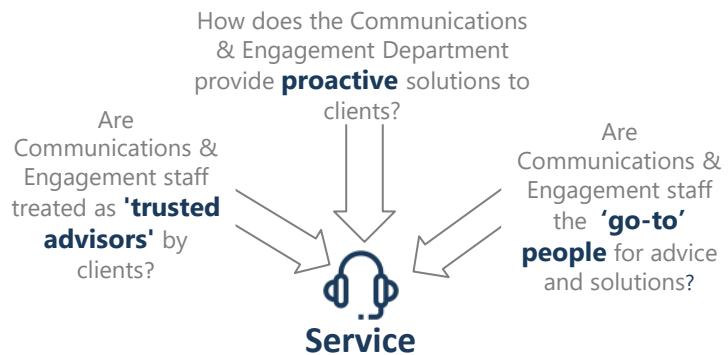 How does the Communications
& Engagement Department
provide proactive solutions to
clients?
Are
Communications &
Engagement staff
treated as 'trusted
advisors' by
clients?
Are
Communications &
Engagement staff
the ‘go-to’
people for advice
and solutions?
Service